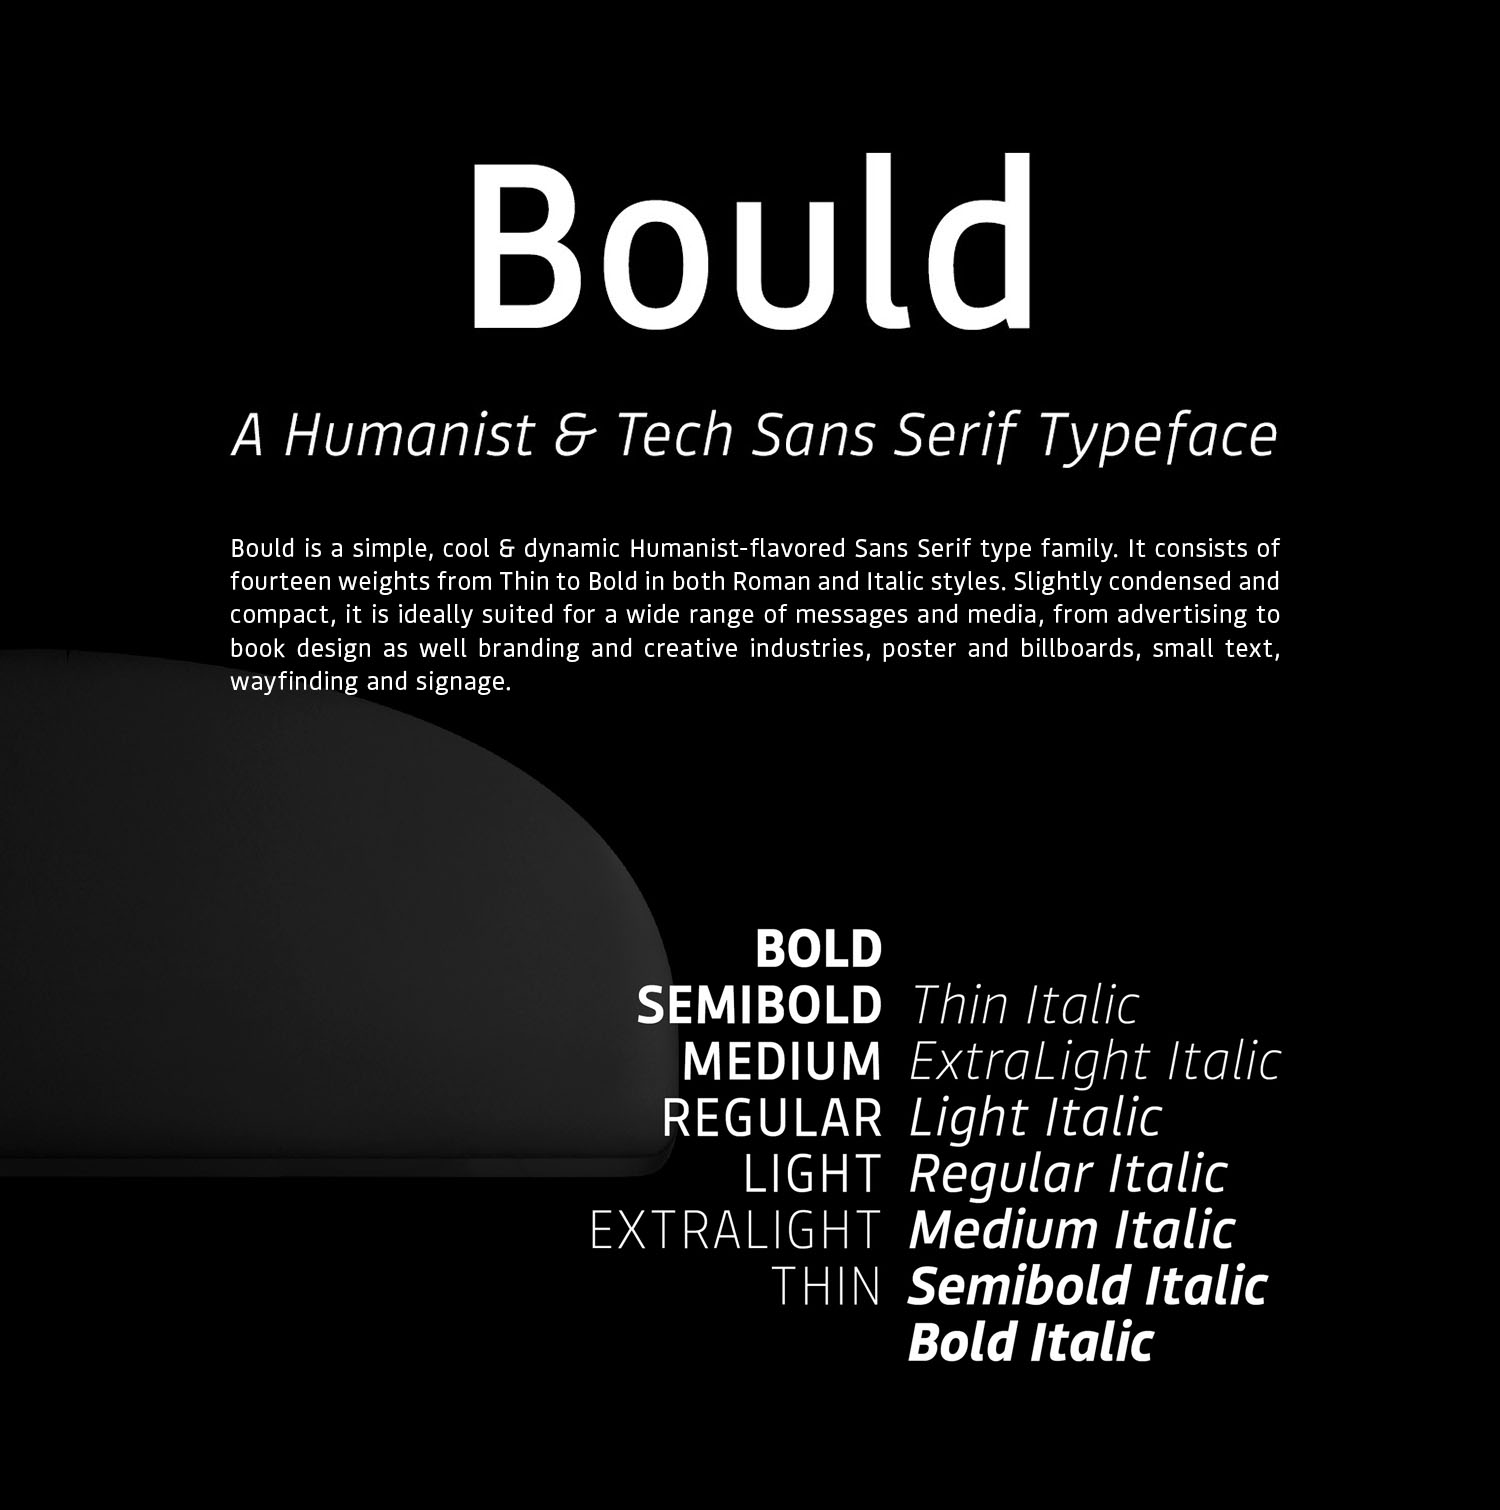 Bould
A Humanist & Tech Sans Serif Typeface
Bould is a simple, cool & dynamic Humanist-flavored Sans Serif type family. It consists of
fourteen weights from Thin to Bold in both Roman and Italic styles. Slightly condensed and
compact, it is ideally suited for a wide range of messages and media, from advertising to
book design as well branding and creative industries, poster and billboards, small text,
wayfinding and signage.
BOLD
SEMIBOLD
MEDIUM
REGULAR
LIGHT
EXTRALIGHT
THIN
Thin Italic
ExtraLight Italic
Light Italic
Regular Italic
Medium Italic
Semibold Italic
Bold Italic